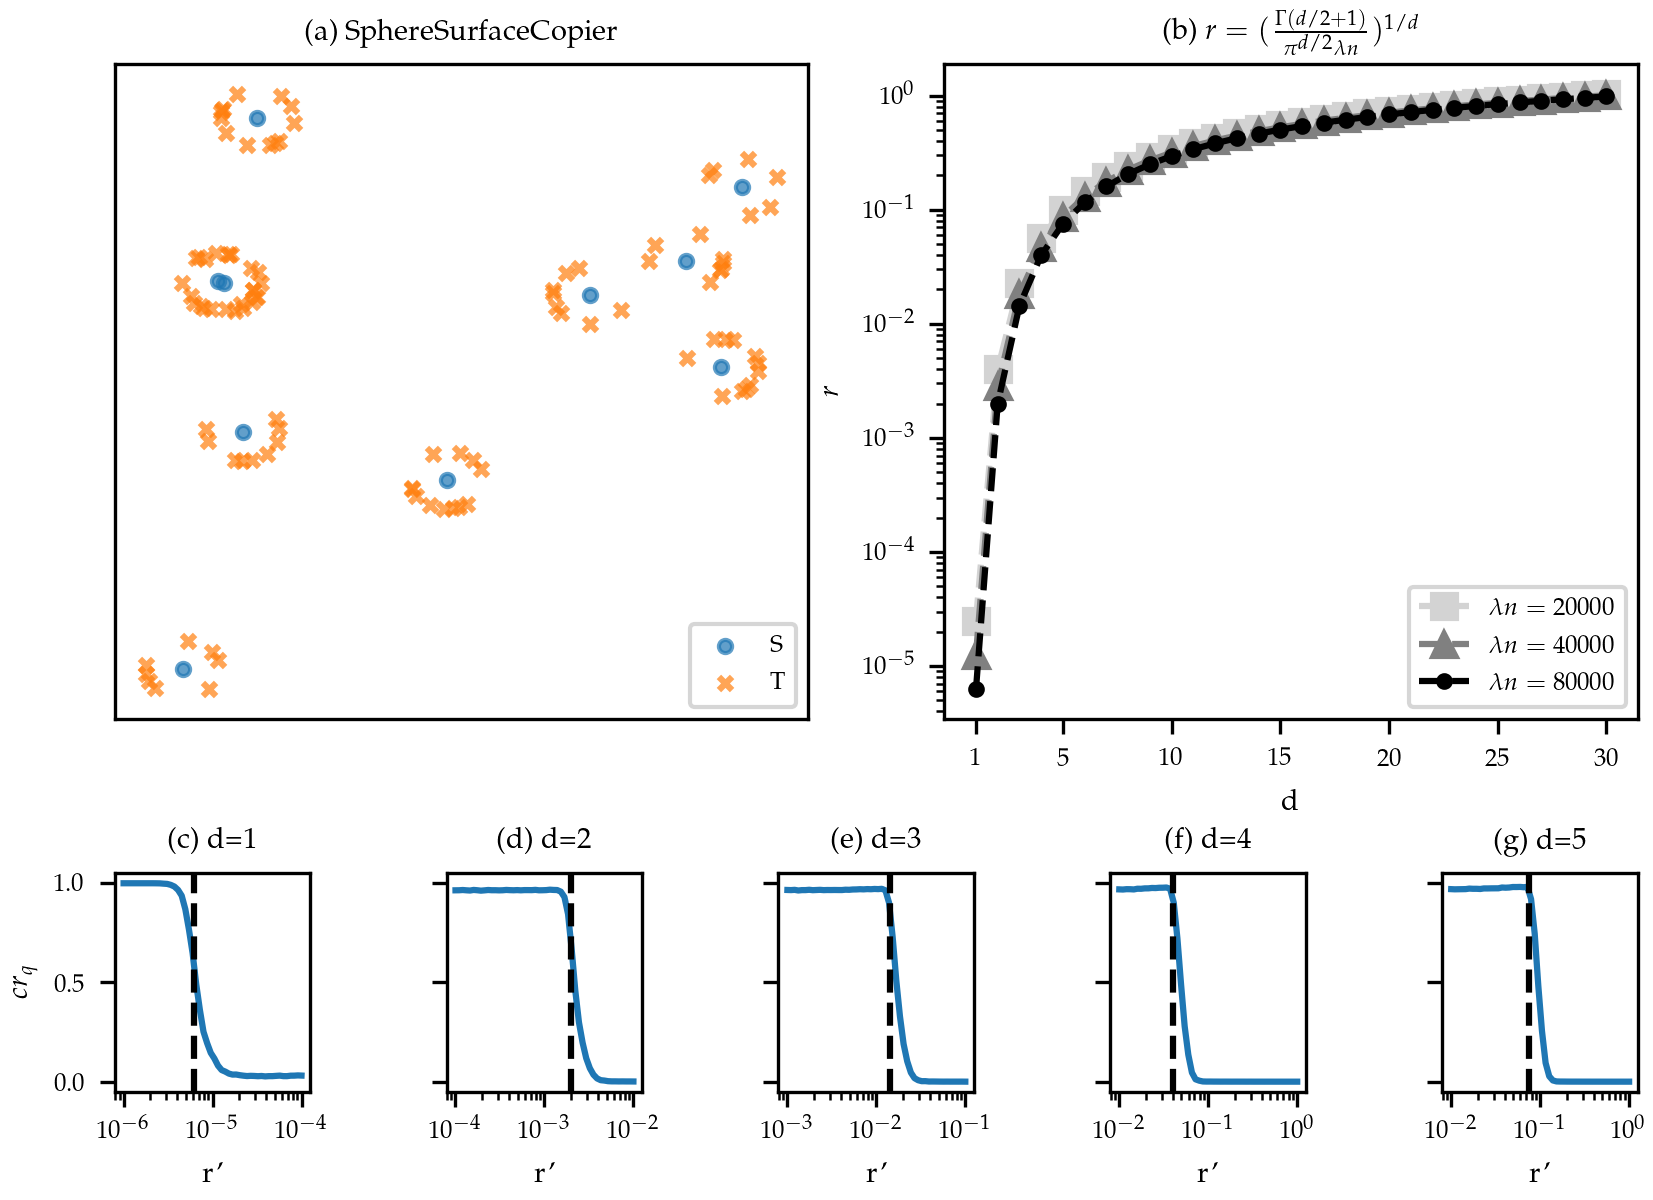 (a) SphereSurfaceCopier
S
T
(b) r = ( Γ(d/2+1) / π^{d/2}λn )^{1/d}
10^0
10^{-1}
10^{-2}
10^{-3}
10^{-4}
10^{-5}
r
λn = 20000
λn = 40000
λn = 80000
1 5 10 15 20 25 30
d
(c) d=1
(d) d=2
(e) d=3
(f) d=4
(g) d=5
1.0
0.5
0.0
cr_q
10^{-6} 10^{-5} 10^{-4}
10^{-4} 10^{-3} 10^{-2}
10^{-3} 10^{-2} 10^{-1}
10^{-2} 10^{-1} 10^0
10^{-2} 10^{-1} 10^0
r′
r′
r′
r′
r′